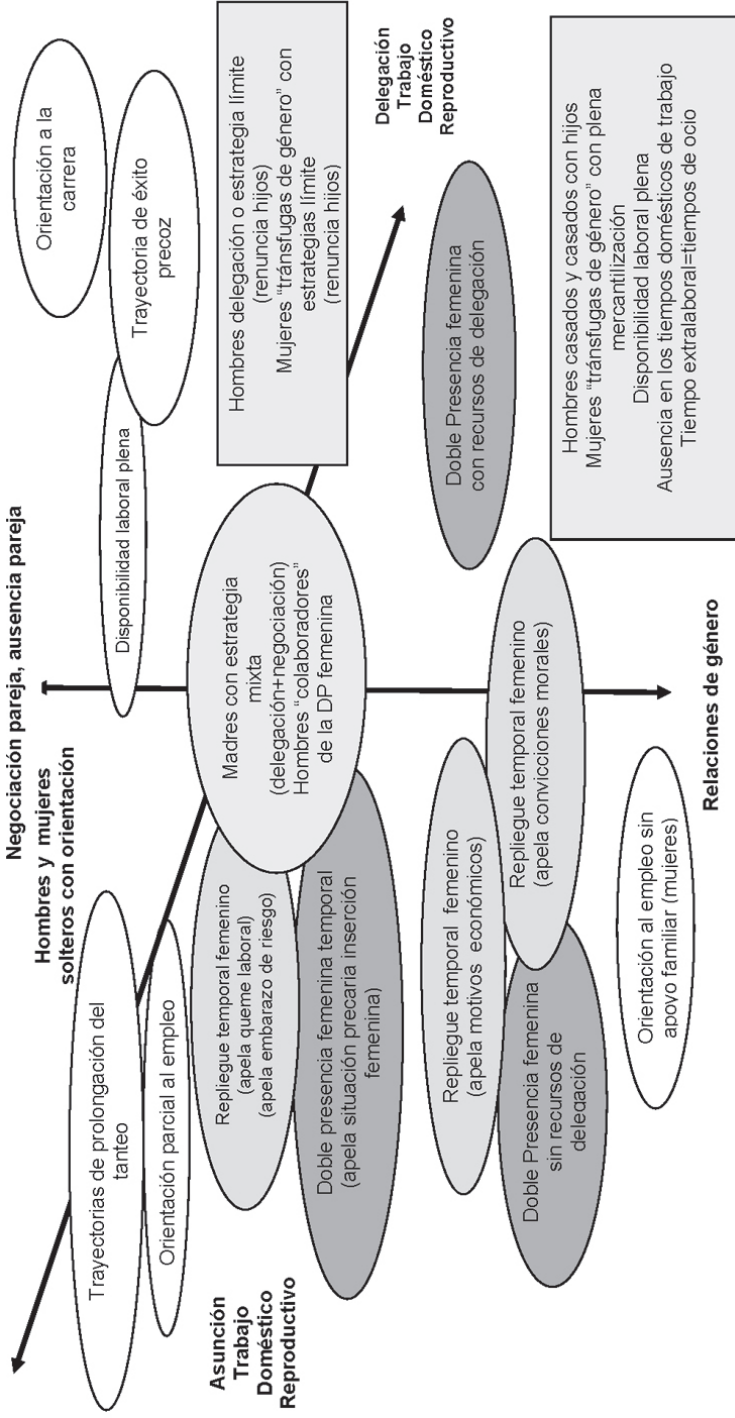 Negociación pareja, ausencia pareja
Hombres y mujeres
solteros con orientación
Trayectorias de prolongación del
tanteo
Orientación parcial al empleo
Disponibilidad laboral plena
Orientación a la
carrera
Trayectoria de éxito
precoz
Asunción
Trabajo
Doméstico
Reproductivo
Repliegue temporal femenino
(apela queme laboral)
(apela embarazo de riesgo)
Doble presencia femenina temporal
(apela situación precaria inserción
femenina)
Madres con estrategia
mixta
(delegación+negociación)
Hombres “colaboradores”
de la DP femenina
Hombres delegación o estrategia límite
(renuncia hijos)
Mujeres “tránsfugas de género” con
estrategias límite
(renuncia hijos)
Delegación
Trabajo
Doméstico
Reproductivo
Repliegue temporal femenino
(apela motivos económicos)
Doble Presencia femenina
sin recursos de
delegación
Repliegue temporal femenino
(apela convicciones morales)
Doble Presencia femenina
con recursos de delegación
Orientación al empleo sin
apoyo familiar (mujeres)
Relaciones de género
Hombres casados y casados con hijos
Mujeres “tránsfugas de género” con plena
mercantilización
Disponibilidad laboral plena
Ausencia en los tiempos domésticos de trabajo
Tiempo extralaboral=tiempos de ocio